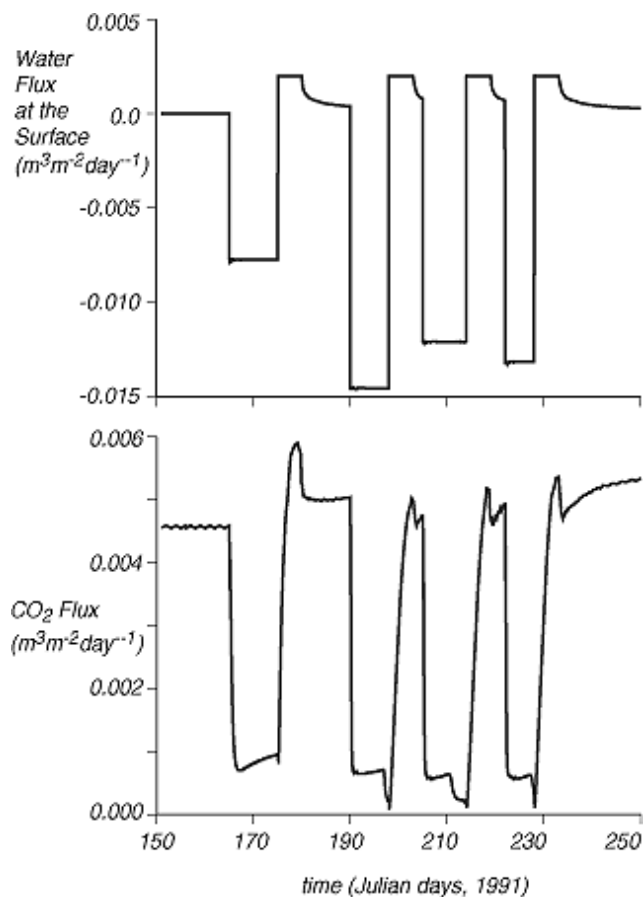 0.005
Water
Flux
at the
Surface
(m³m⁻²day⁻⁻¹)
0.0
-0.005
-0.010
-0.015
0.006
0.004
CO₂ Flux
(m³m⁻²day⁻⁻¹)
0.002
0.000
150 170 190 210 230 250
time (Julian days, 1991)